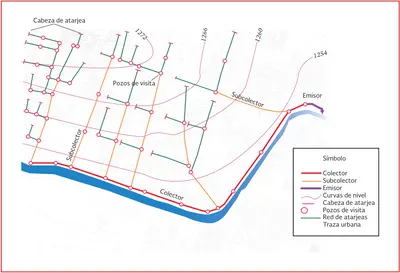 Cabeza de atarjea
1272
1266
1260
1254
Pozos de visita
Subcolector
Emisor
Subcolector
Colector
Símbolo
Colector
Subcolector
Emisor
Curvas de nivel
Cabeza de atarjea
Pozos de visita
Red de atarjeas
Traza urbana